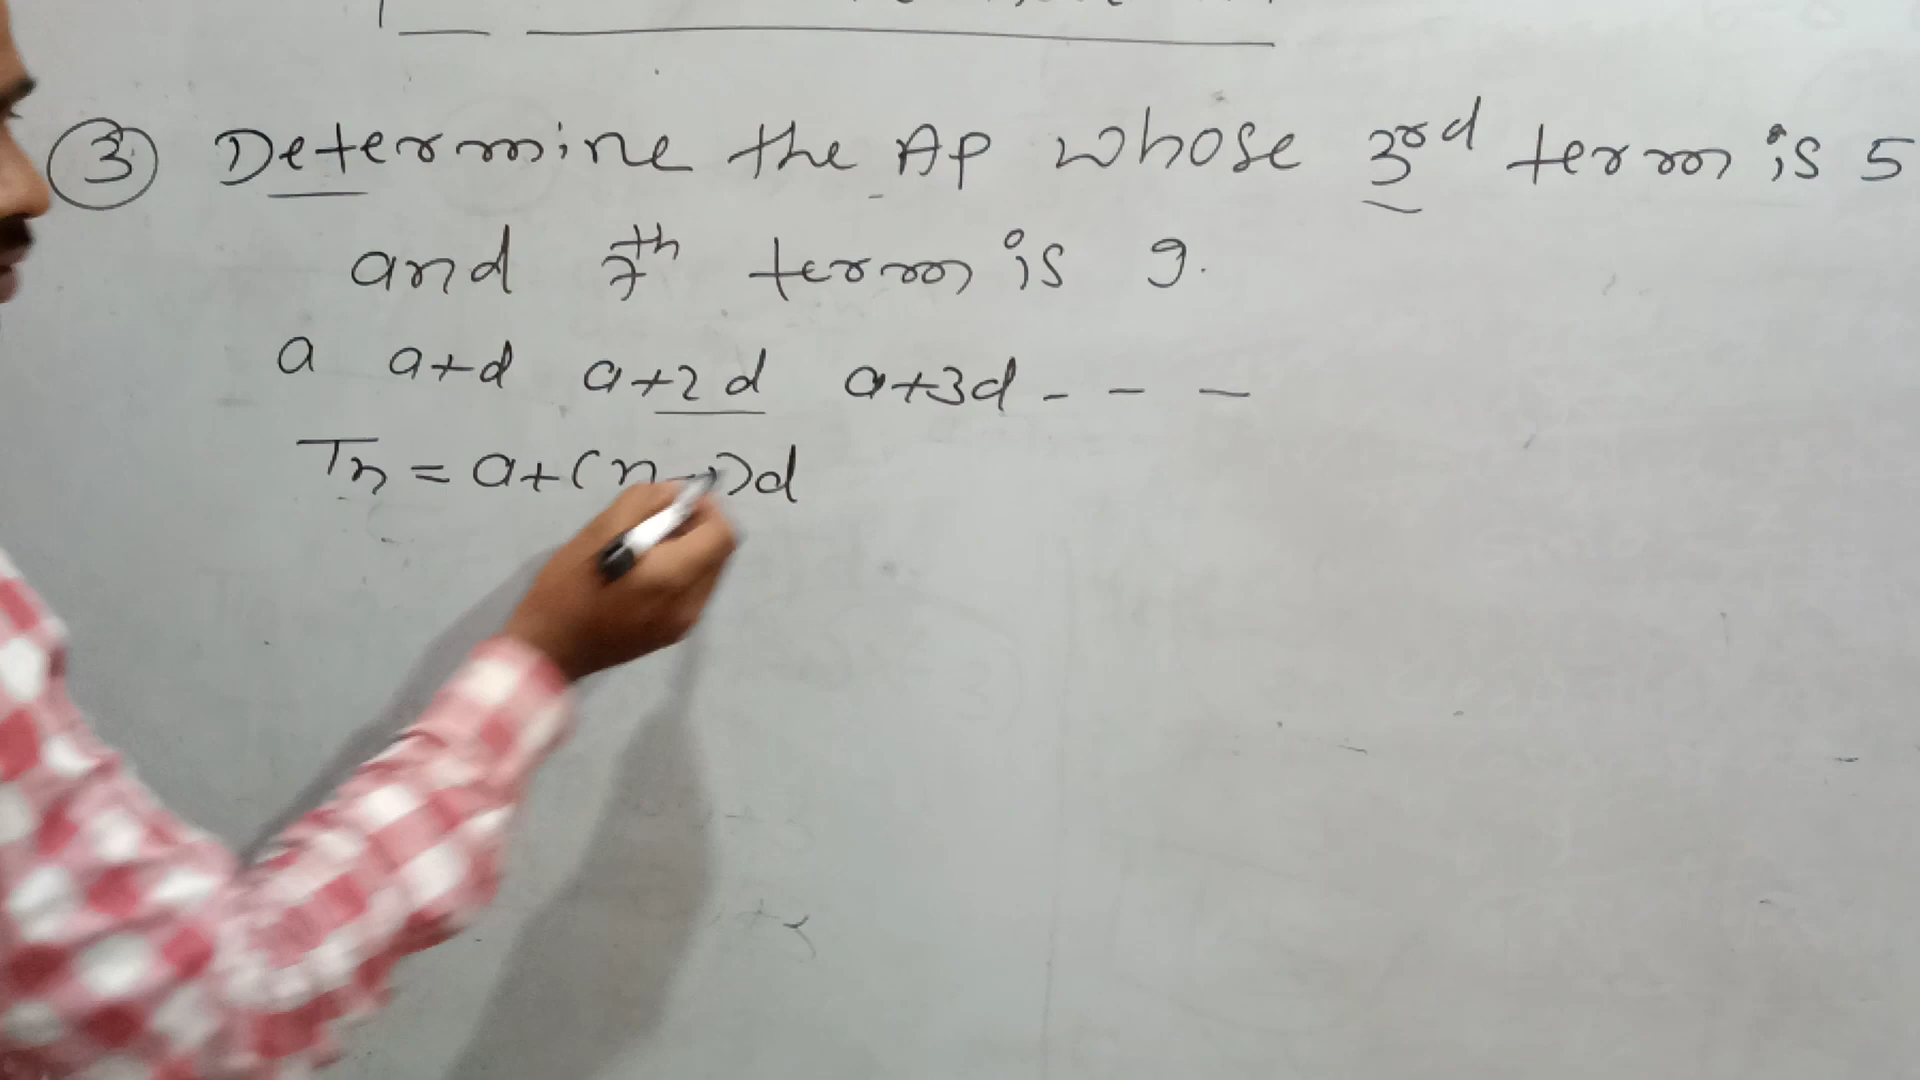 ③ Determine the AP whose 3rd term is 5
and 7th term is 9.
a a+d a+2d a+3d - - -
Tn = a+(n-1)d